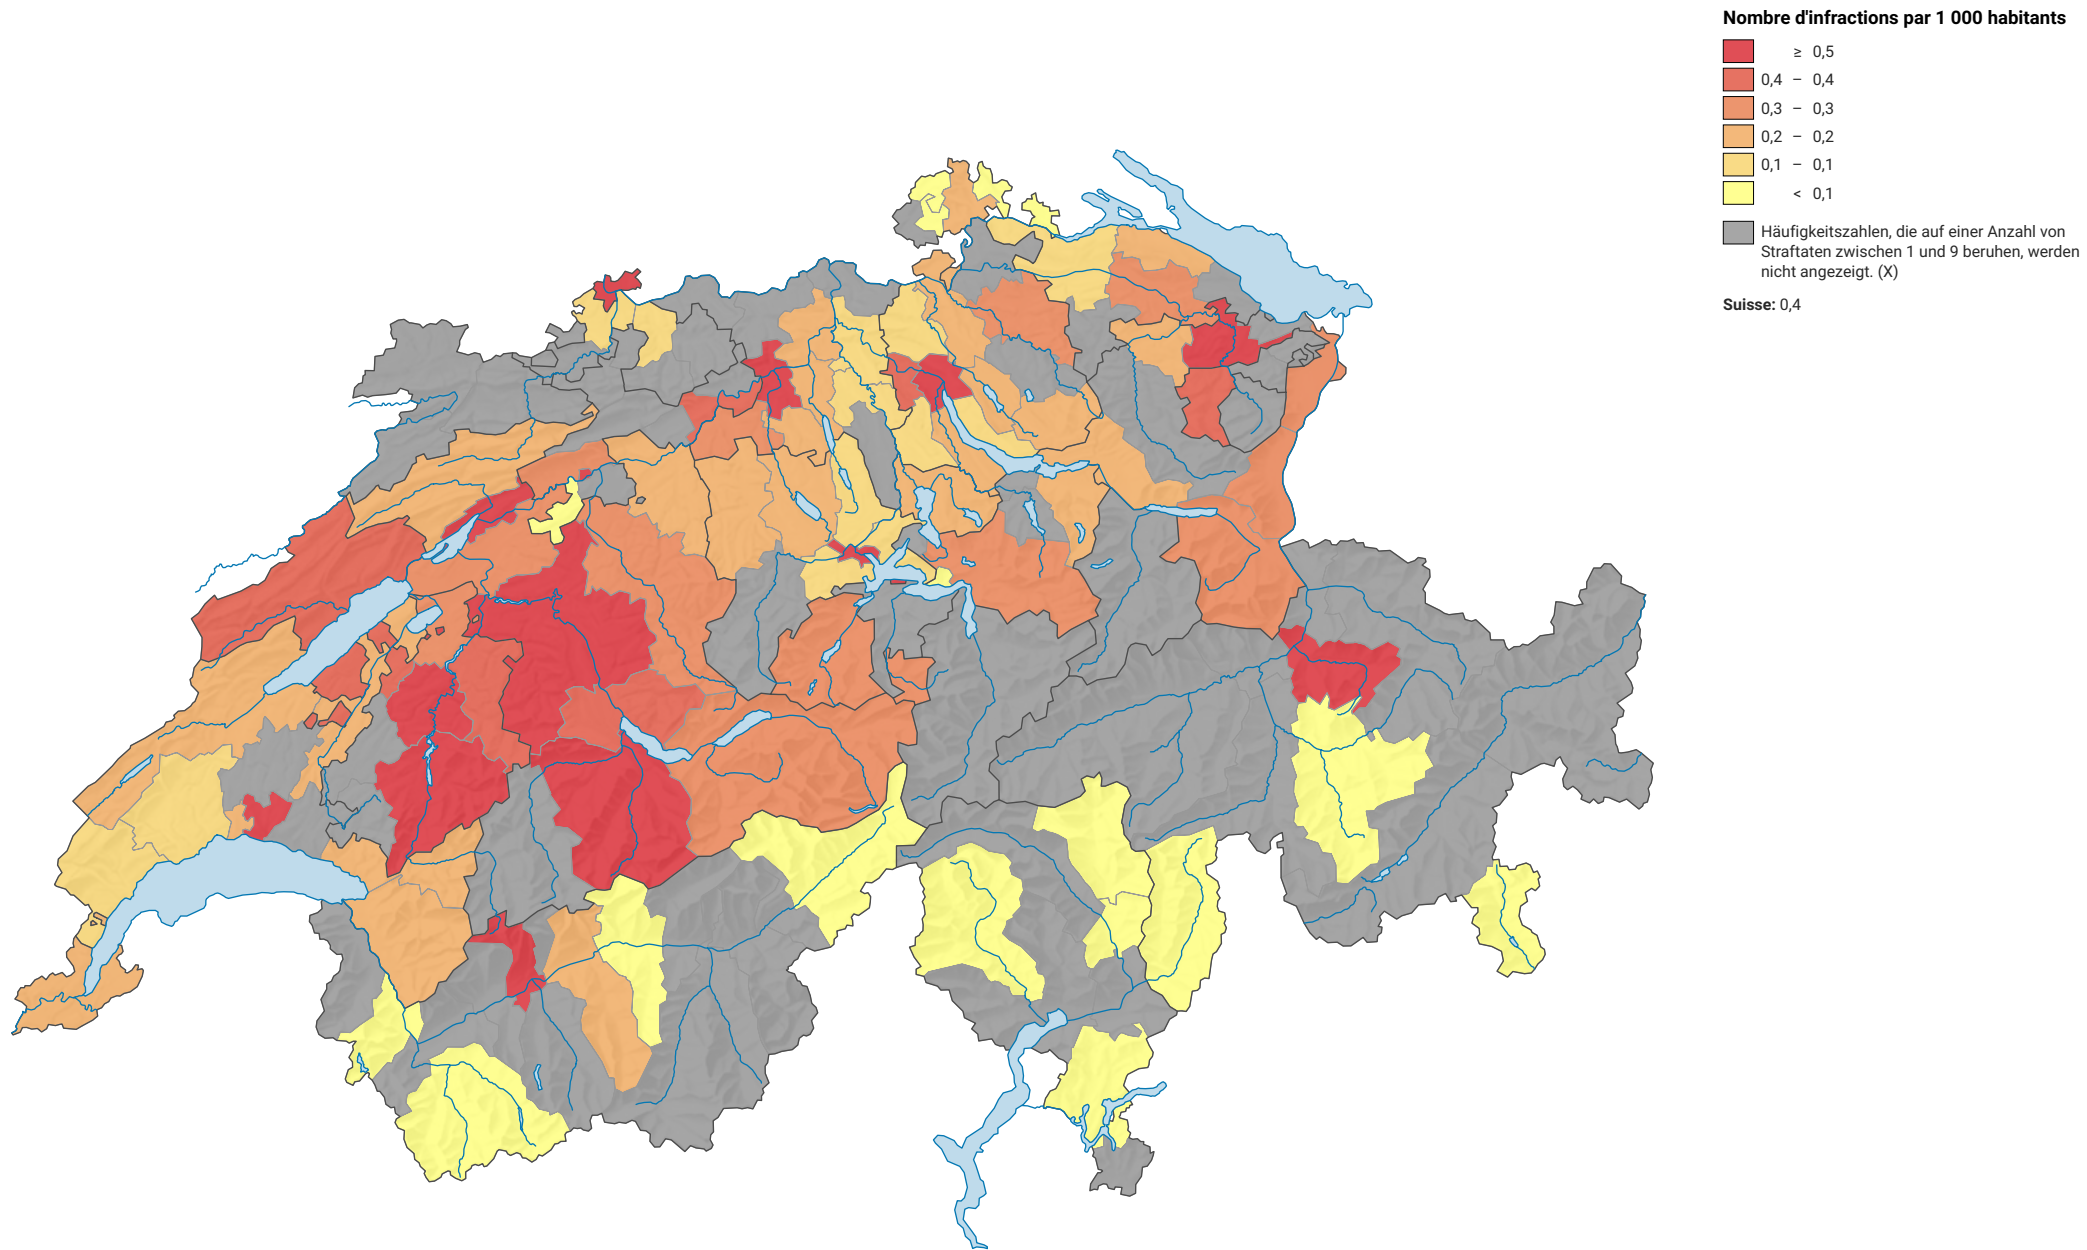 Nombre d'infractions par 1 000 habitants
≥ 0,5
0,4 – 0,4
0,3 – 0,3
0,2 – 0,2
0,1 – 0,1
< 0,1
Häufigkeitszahlen, die auf einer Anzahl von
Straftaten zwischen 1 und 9 beruhen, werden
nicht angezeigt. (X)
Suisse: 0,4